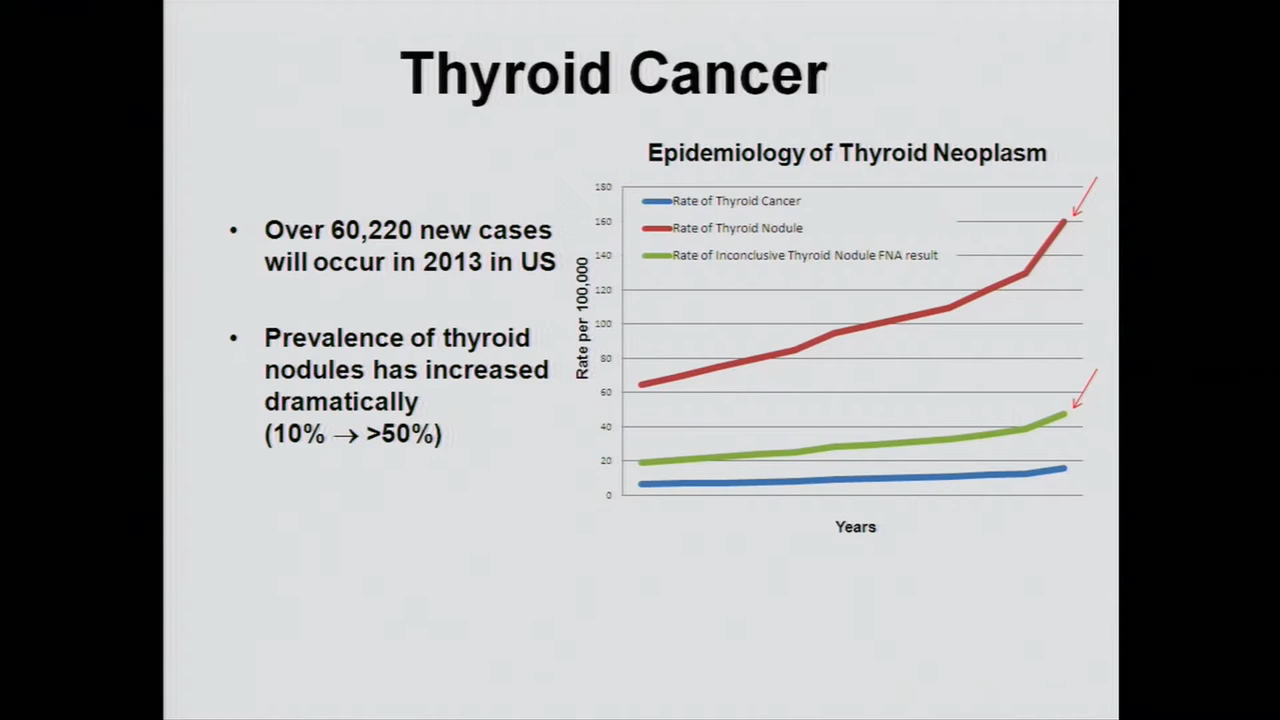 Thyroid Cancer
• Over 60,220 new cases
will occur in 2013 in US
• Prevalence of thyroid
nodules has increased
dramatically
(10% → >50%)
Epidemiology of Thyroid Neoplasm
Rate per 100,000
180
160
140
120
100
80
60
40
20
0
Rate of Thyroid Cancer
Rate of Thyroid Nodule
Rate of Inconclusive Thyroid Nodule FNA result
Years